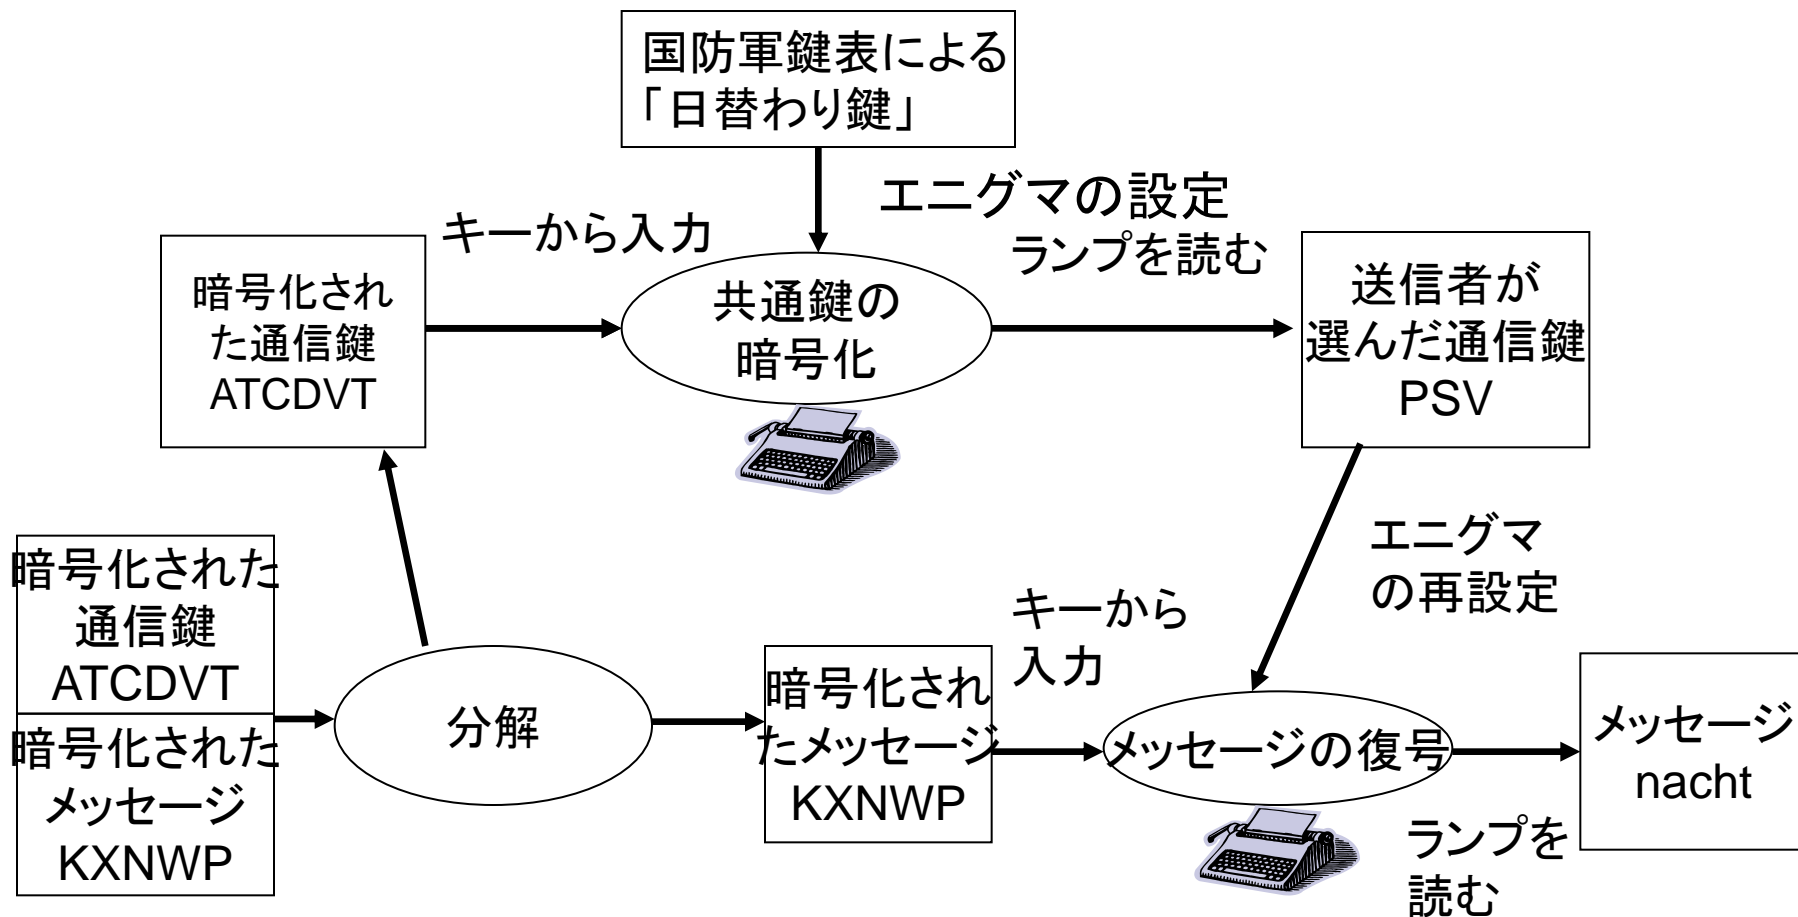 国防軍鍵表による
「日替わり鍵」
エニグマの設定
キーから入力
ランプを読む
暗号化され
た通信鍵
ATCDVT
共通鍵の
暗号化
送信者が
選んだ通信鍵
PSV
エニグマ
の再設定
暗号化された
通信鍵
ATCDVT
暗号化された
メッセージ
KXNWP
分解
暗号化され
たメッセージ
KXNWP
キーから
入力
メッセージの復号
メッセージ
nacht
ランプを
読む